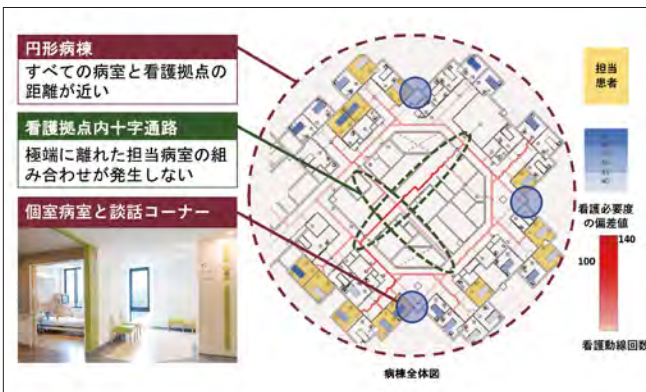 円形病棟
すべての病室と看護拠点の
距離が近い
看護拠点内十字通路
極端に離れた担当病室の組
み合わせが発生しない
個室病室と談話コーナー
担当
患者
看護必要度
の偏差値
140
100
看護動線回数
病棟全体図